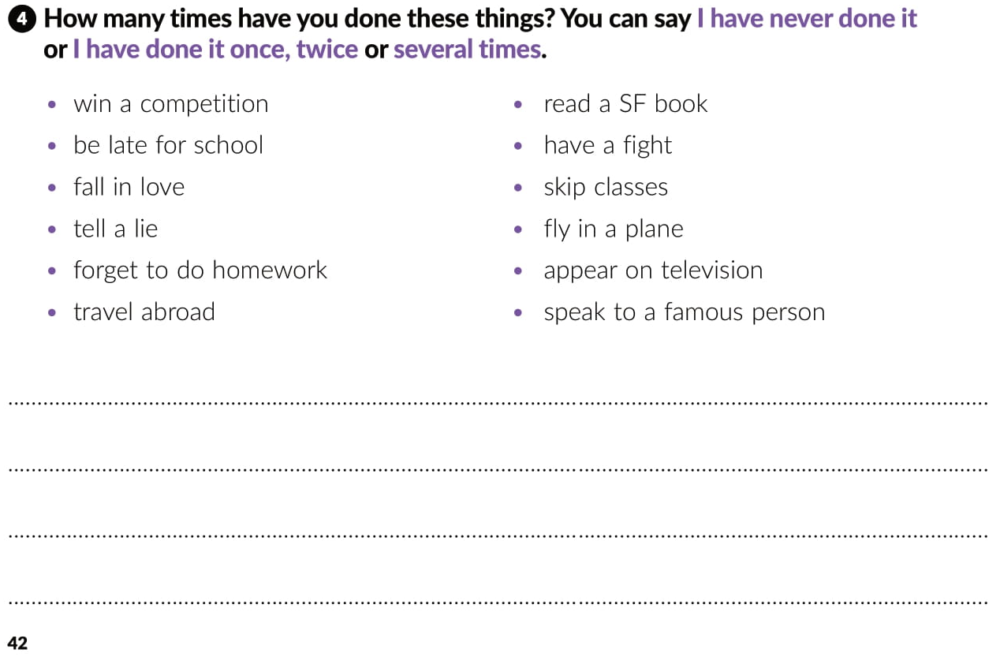 4 How many times have you done these things? You can say I have never done it
or I have done it once, twice or several times.
• win a competition
• be late for school
• fall in love
• tell a lie
• forget to do homework
• travel abroad
• read a SF book
• have a fight
• skip classes
• fly in a plane
• appear on television
• speak to a famous person
42